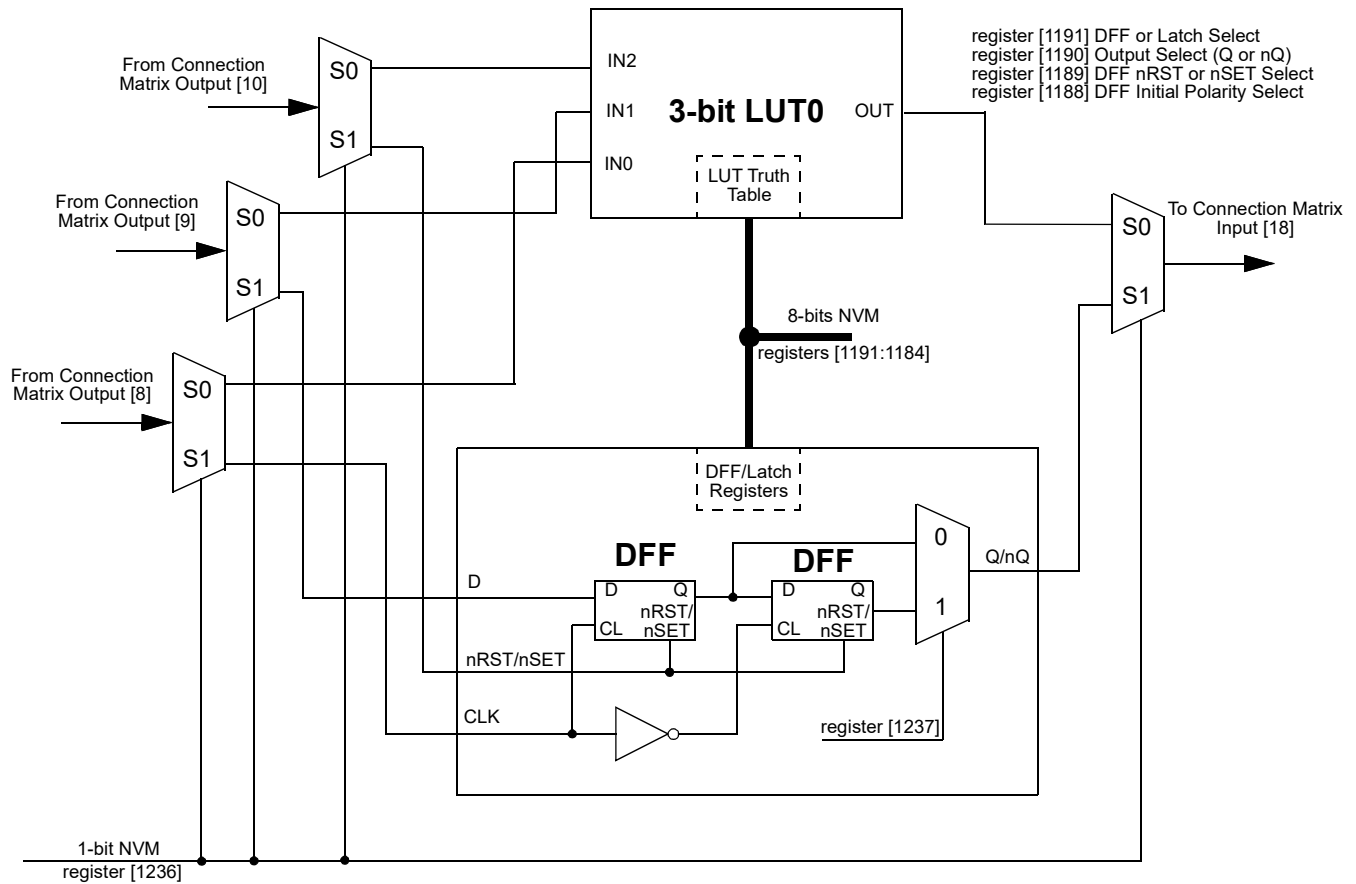 From Connection
Matrix Output [10]
S0
S1
IN2
IN1
IN0
3-bit LUT0
OUT
LUT Truth
Table
register [1191] DFF or Latch Select
register [1190] Output Select (Q or nQ)
register [1189] DFF nRST or nSET Select
register [1188] DFF Initial Polarity Select
From Connection
Matrix Output [9]
S0
S1
To Connection Matrix
Input [18]
S0
S1
8-bits NVM
registers [1191:1184]
From Connection
Matrix Output [8]
S0
S1
DFF/Latch
Registers
DFF
D
Q
nRST/
nSET
CL
DFF
D
Q
nRST/
nSET
CL
0
1
Q/nQ
D
nRST/nSET
CLK
register [1237]
1-bit NVM
register [1236]